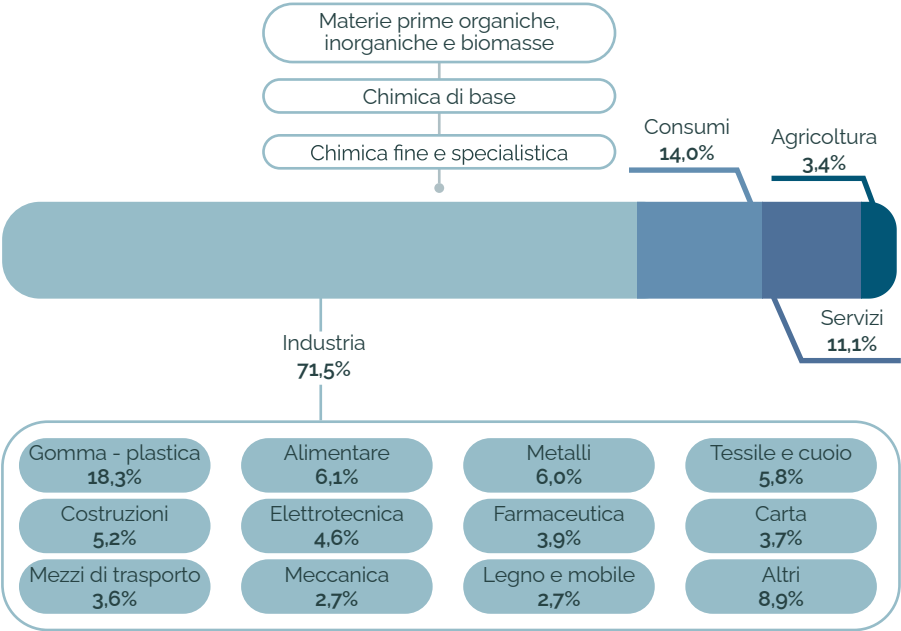 Materie prime organiche,
inorganiche e biomasse
Chimica di base
Chimica fine e specialistica
Consumi
14,0%
Agricoltura
3,4%
Servizi
11,1%
Industria
71,5%
Gomma - plastica
18,3%
Alimentare
6,1%
Metalli
6,0%
Tessile e cuoio
5,8%
Costruzioni
5,2%
Elettrotecnica
4,6%
Farmaceutica
3,9%
Carta
3,7%
Mezzi di trasporto
3,6%
Meccanica
2,7%
Legno e mobile
2,7%
Altri
8,9%